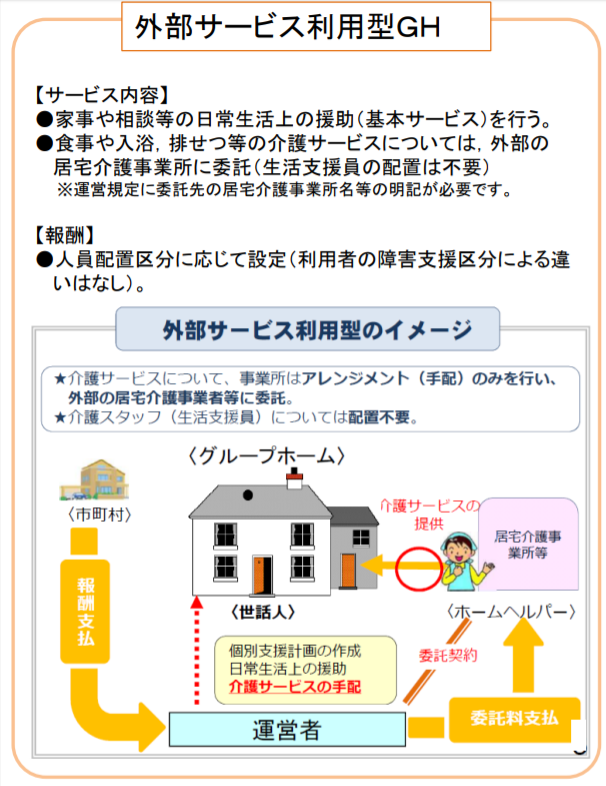 外部サービス利用型GH
【サービス内容】
●家事や相談等の日常生活上の援助（基本サービス）を行う。
●食事や入浴，排せつ等の介護サービスについては，外部の
居宅介護事業所に委託（生活支援員の配置は不要）
※運営規定に委託先の居宅介護事業所名等の明記が必要です。
【報酬】
●人員配置区分に応じて設定（利用者の障害支援区分による違
いはなし）。
外部サービス利用型のイメージ
★介護サービスについて、事業所はアレンジメント（手配）のみを行い、
外部の居宅介護事業者等に委託。
★介護スタッフ（生活支援員）については配置不要。
〈グループホーム〉
〈市町村〉
介護サービスの
提供
居宅介護事
業所等
報酬支払
〈世話人〉
〈ホームヘルパー〉
個別支援計画の作成
日常生活上の援助
介護サービスの手配
委託契約
運営者
委託料支払